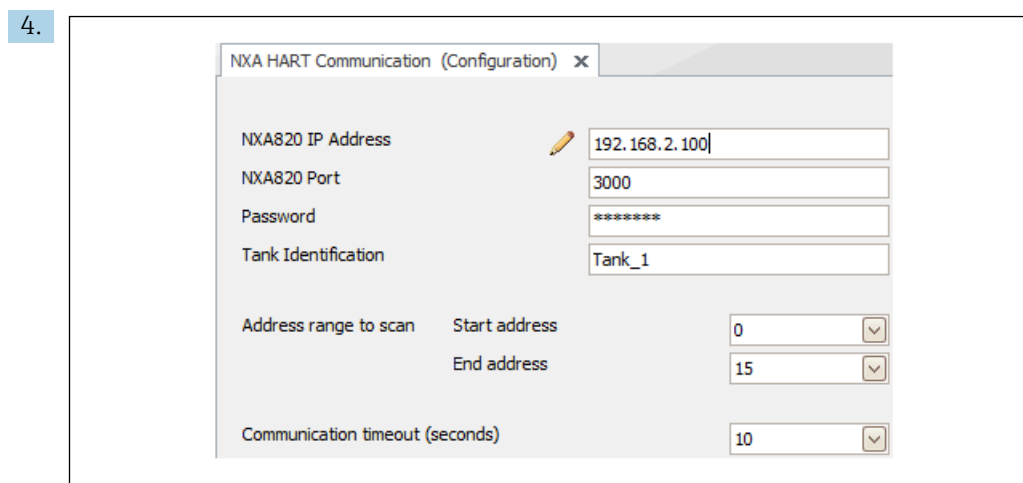 4.
NXA HART Communication (Configuration) x
NXA820 IP Address 192.168.2.100
NXA820 Port 3000
Password *******
Tank Identification Tank_1
Address range to scan Start address 0
End address 15
Communication timeout (seconds) 10